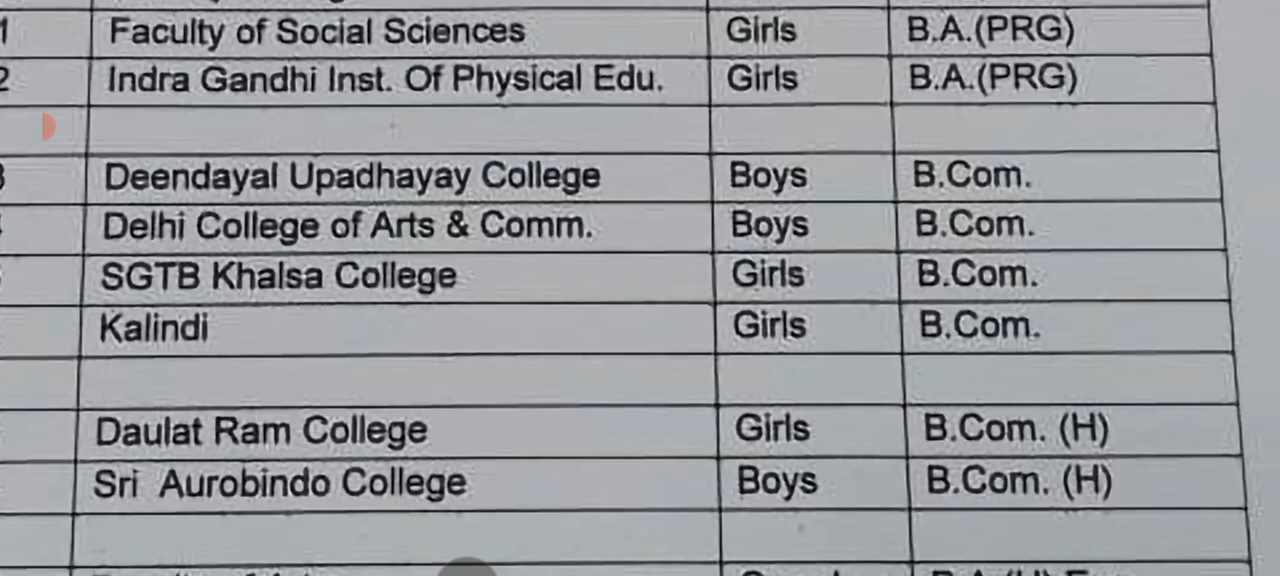 1 Faculty of Social Sciences Girls B.A.(PRG)
2 Indra Gandhi Inst. Of Physical Edu. Girls B.A.(PRG)
Deendayal Upadhayay College Boys B.Com.
Delhi College of Arts & Comm. Boys B.Com.
SGTB Khalsa College Girls B.Com.
Kalindi Girls B.Com.
Daulat Ram College Girls B.Com. (H)
Sri Aurobindo College Boys B.Com. (H)